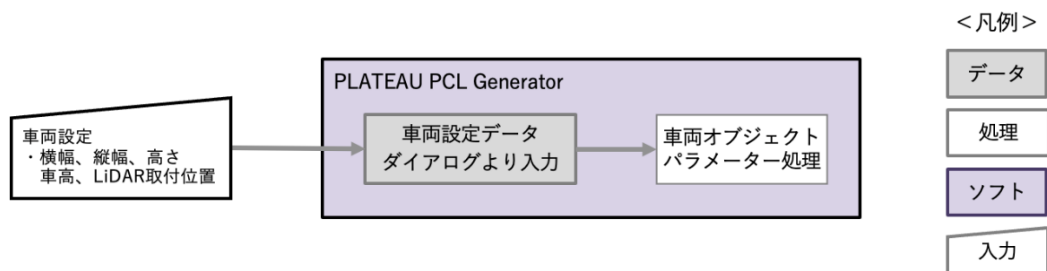 ＜凡例＞
PLATEAU PCL Generator
データ
車両設定
・横幅、縦幅、高さ
車高、LiDAR取付位置
車両設定データ
ダイアログより入力
車両オブジェクト
パラメーター処理
処理
ソフト
入力